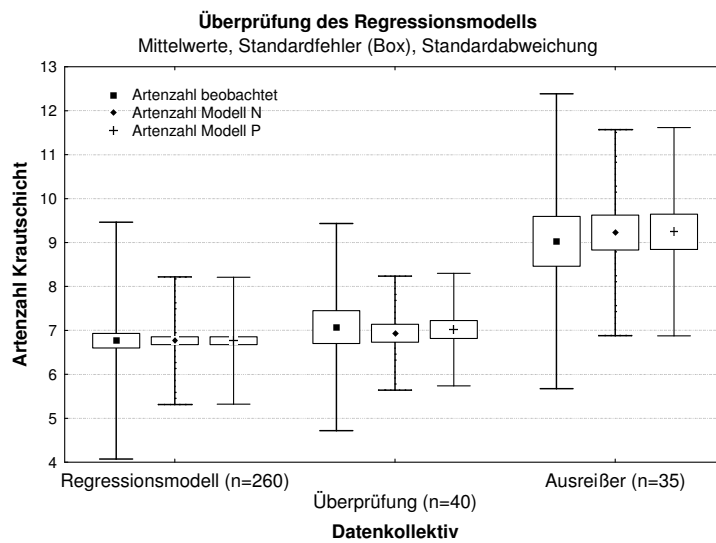 Überprüfung des Regressionsmodells
Mittelwerte, Standardfehler (Box), Standardabweichung
Artenzahl Krautschicht
13
12
11
10
9
8
7
6
5
4
Artenzahl beobachtet
Artenzahl Modell N
Artenzahl Modell P
Regressionsmodell (n=260)
Überprüfung (n=40)
Ausreißer (n=35)
Datenkollektiv